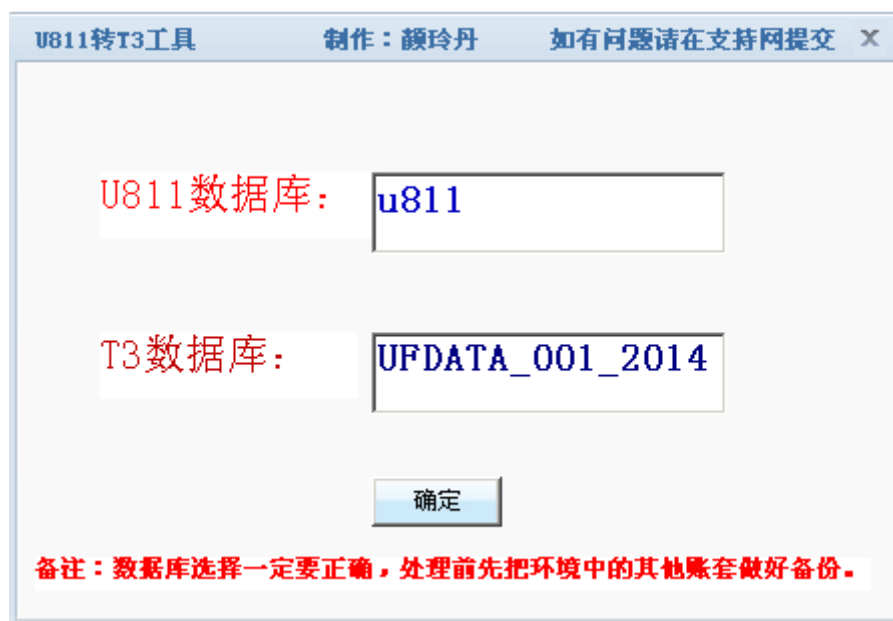 U811转T3工具 制作：颜玲丹 如有问题请在支持网提交 X
U811数据库： u811
T3数据库： UFDATA_001_2014
确定
备注：数据库选择一定要正确，处理前先把环境中的其他账套做好备份。